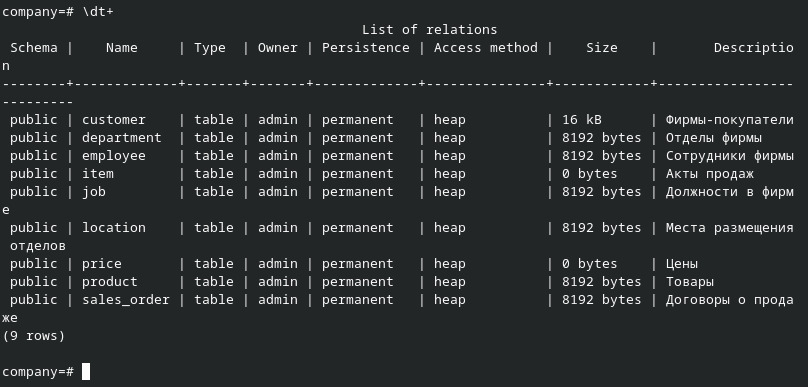 company=# \dt+
                                             List of relations
 Schema |    Name     | Type  | Owner | Persistence | Access method |    Size    |       Descriptio
n
--------+-------------+-------+-------+-------------+---------------+------------+-----------------
---------
 public | customer    | table | admin | permanent   | heap          | 16 kB      | Фирмы-покупатели
 public | department  | table | admin | permanent   | heap          | 8192 bytes | Отделы фирмы
 public | employee    | table | admin | permanent   | heap          | 8192 bytes | Сотрудники фирмы
 public | item        | table | admin | permanent   | heap          | 0 bytes    | Акты продаж
 public | job         | table | admin | permanent   | heap          | 8192 bytes | Должности в фирм
е
 public | location    | table | admin | permanent   | heap          | 8192 bytes | Места размещения
 отделов
 public | price       | table | admin | permanent   | heap          | 0 bytes    | Цены
 public | product     | table | admin | permanent   | heap          | 8192 bytes | Товары
 public | sales_order | table | admin | permanent   | heap          | 8192 bytes | Договоры о прода
же
(9 rows)

company=#